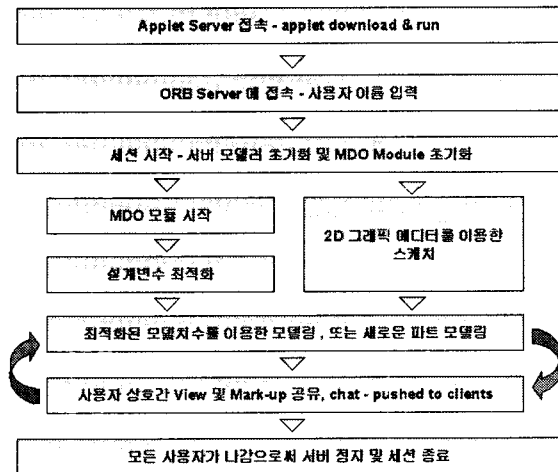 Applet Server 접속 - applet download & run
ORB Server 에 접속 - 사용자 이름 입력
세션 시작 - 서버 모델러 초기화 및 MDO Module 초기화
MDO 모듈 시작
설계변수 최적화
2D 그래픽 에디터를 이용한
스케치
최적화된 모델치수를 이용한 모델링 , 또는 새로운 파트 모델링
사용자 상호간 View 및 Mark-up 공유, chat - pushed to clients
모든 사용자가 나감으로써 서버 정지 및 세션 종료